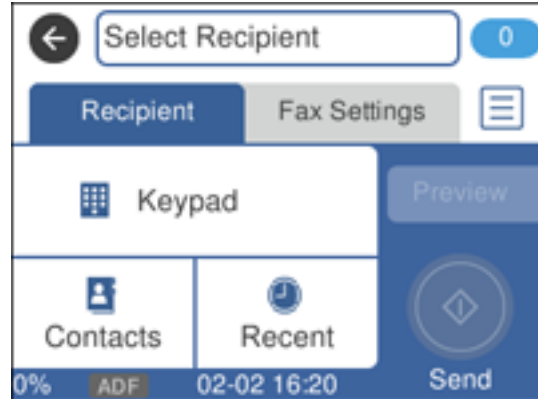 Select Recipient 0
Recipient Fax Settings
Keypad Preview
Contacts Recent
0% ADF 02-02 16:20 Send